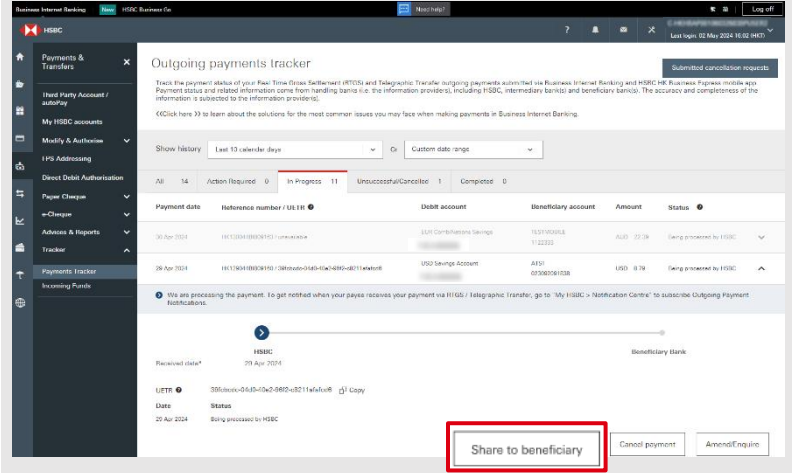 Business Internet Banking New HSBC Business Go Need help? Log off
HSBC ? Last login: 02 May 2024 16:02 (HKT)
Payments & Transfers
Third Party Account / autoPay
My HSBC accounts
Modify & Authorise
FPS Addressing
Direct Debit Authorisation
Paper Cheque
e-Cheque
Advices & Reports
Tracker
Payments Tracker
Incoming Funds
Outgoing payments tracker
Submitted cancellation requests
Track the payment status of your Real Time Gross Settlement (RTGS) and Telegraphic Transfer outgoing payments submitted via Business Internet Banking and HSBC HK Business Express mobile app.
Payment status and related information come from handling banks (i.e. the information providers), including HSBC, intermediary bank(s) and beneficiary bank(s). The accuracy and completeness of the
information is subjected to the information provider(s).
<<Click here >> to learn about the solutions for the most common issues you may face when making payments in Business Internet Banking.
Show history Last 10 calendar days Or Custom date range
All 14 Action Required 0 In Progress 11 Unsuccessful/Cancelled 1 Completed 0
Payment date Reference number / UETR Debit account Beneficiary account Amount Status
30 Apr 2024 / unavailable Savings 1122333 AUD Being processed by HSBC
29 Apr 2024 USD Savings Account USD 0.79 Being processed by HSBC
We are processing the payment. To get notified when your payee receives your payment via RTGS / Telegraphic Transfer, go to "My HSBC > Notification Centre" to subscribe Outgoing Payment
Notifications.
HSBC Beneficiary Bank
Received date* 29 Apr 2024
UETR Copy
Date Status
29 Apr 2024 Being processed by HSBC
Share to beneficiary Cancel payment Amend/Enquire